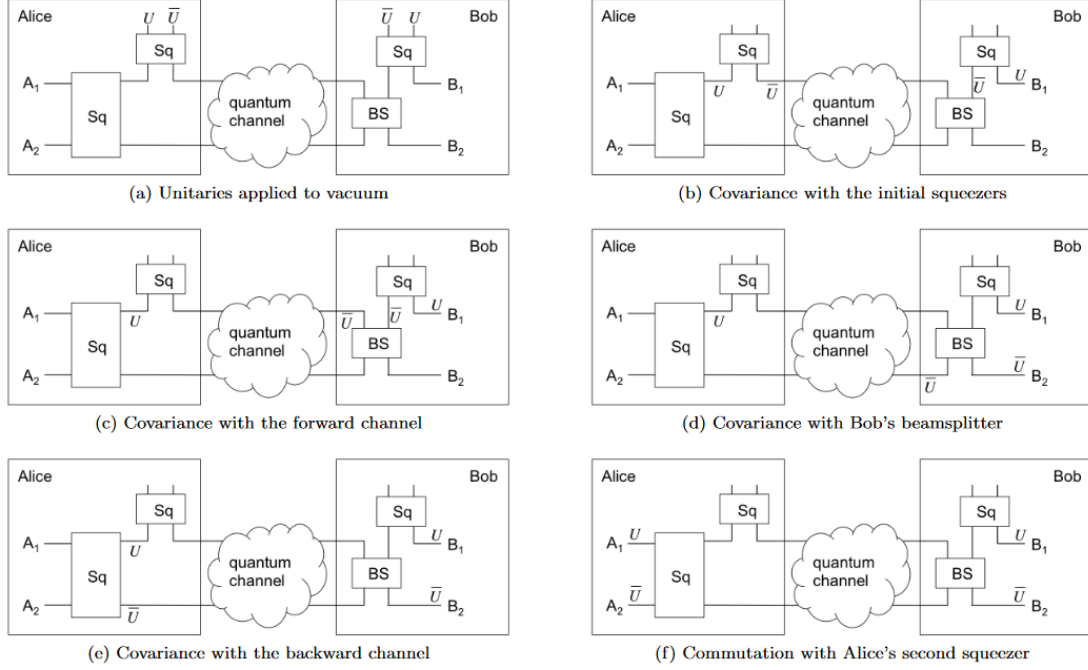 Alice U U̅ U̅ U Bob
Sq Sq
A₁ quantum channel B₁
Sq BS
A₂ B₂
(a) Unitaries applied to vacuum
Alice Bob
Sq Sq
A₁ U U̅ quantum channel U̅ U B₁
Sq BS
A₂ B₂
(b) Covariance with the initial squeezers
Alice Bob
Sq Sq
A₁ U quantum channel U̅ U̅ U B₁
Sq BS
A₂ B₂
(c) Covariance with the forward channel
Alice Bob
Sq Sq
A₁ U quantum channel U B₁
Sq BS
A₂ U̅ U̅ B₂
(d) Covariance with Bob's beamsplitter
Alice Bob
Sq Sq
A₁ U quantum channel U B₁
Sq BS
A₂ U̅ U̅ B₂
(e) Covariance with the backward channel
Alice Bob
Sq Sq
A₁ U quantum channel U B₁
Sq BS
A₂ U̅ U̅ B₂
(f) Commutation with Alice's second squeezer